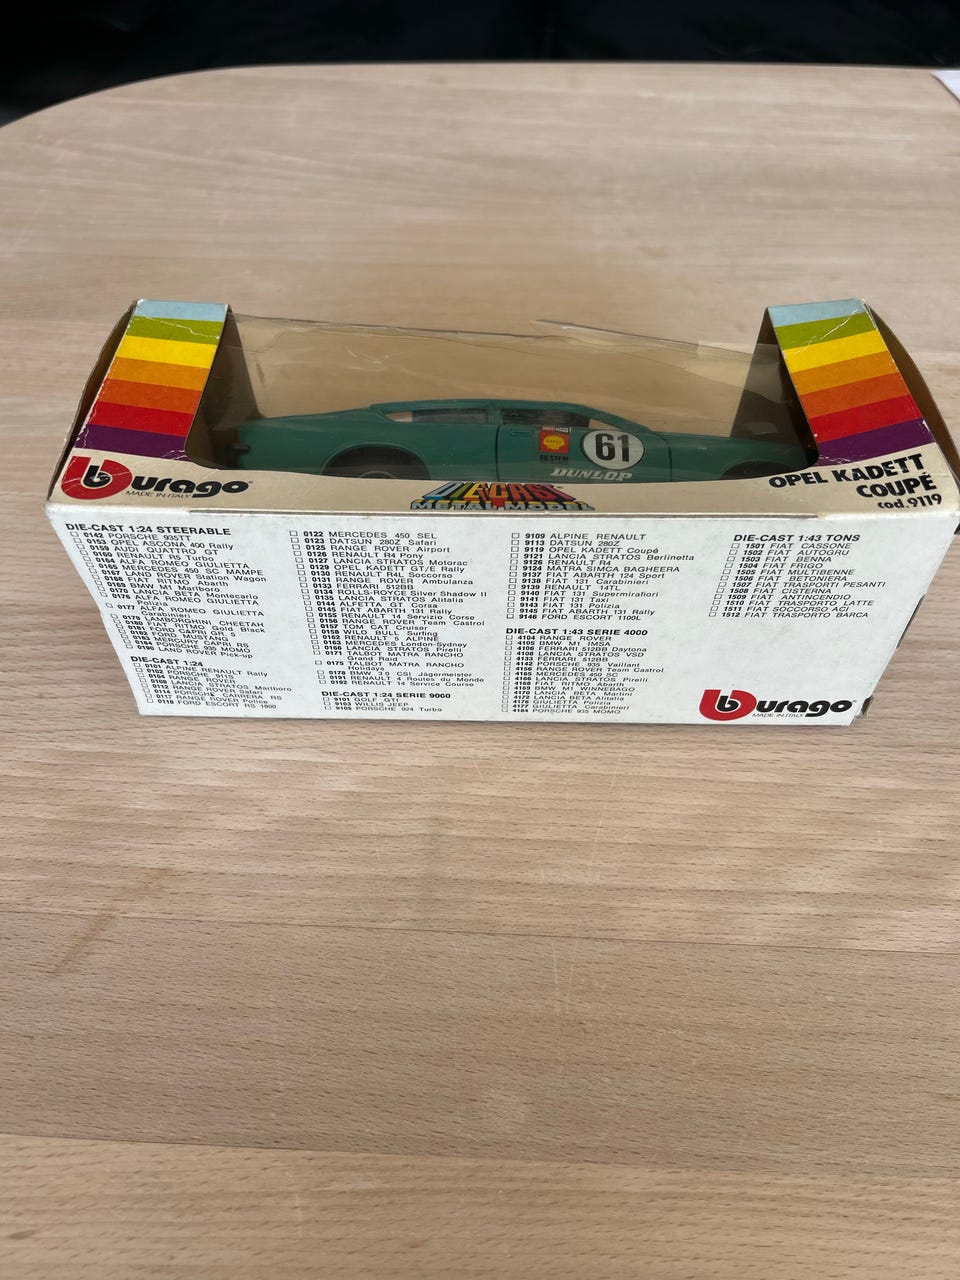 61
Shell
BILSTEIN
DUNLOP
burago
MADE IN ITALY
DIE-CAST
METAL MODEL
OPEL KADETT
COUPÉ
cod.9119
DIE-CAST 1:24 STEERABLE
0143 PORSCHE 935TT
0153 OPEL ASCONA 400 Rally
0159 AUDI QUATTRO GT
0160 RENAULT R5 Turbo
0164 ALFA ROMEO GIULIETTA
0165 MERCEDES 450 SC MAMPE
0167 LAND ROVER Station Wagon
0168 FIAT RITMO Abarth
0169 BMW M1 Marlboro
0170 LANCIA BETA Montecarlo
ALFA ROMEO GIULIETTA
Polizia
0177 ALFA ROMEO GIULIETTA
Carabinieri
0179 LAMBORGHINI CHEETAH
0180 FIAT RITMO Gold Black
FORD CAPRI GR. 5
FORD MUSTANG
MERCURY CAPRI RS
PORSCHE 935 MOMO
0196 LAND ROVER Pick-up
DIE-CAST 1:24
0101 ALPINE RENAULT Rally
0102 PORSCHE 911S
0104 RANGE ROVER
LANCIA STRATOS Marlboro
RANGE ROVER Safari
0114 PORSCHE CARRERA RS
0117 RANGE ROVER Police
0118 FORD ESCORT RS 1800
0122 MERCEDES 450 SEL
0123 DATSUN 280Z Safari
0125 RANGE ROVER Airport
0126 RENAULT R4 Pony
0127 LANCIA STRATOS Motorac
0129 OPEL KADETT GT/E Rally
0130 RENAULT R4L Soccorso
0131 RANGE ROVER Ambulanza
0133 FERRARI 512BB
0134 ROLLS-ROYCE Silver Shadow II
0135 LANCIA STRATOS Alitalia
0144 ALFETTA GT Corsa
0145 FIAT ABARTH 131 Rally
0155 RENAULT Servizio Corse
0156 RANGE ROVER Team Castrol
0157 TOM CAT Cruiser
0158 WILD BULL Surfing
0162 RENAULT 5 ALPINE
0163 MERCEDES London-Sydney
0166 LANCIA STRATOS Pirelli
0171 TALBOT MATRA RANCHO
Grand Raid
0175 TALBOT MATRA RANCHO
Holidays
0178 BMW 3.0 CSI Jägermeister
0191 RENAULT 4 Routes du Monde
0192 RENAULT 14 Service Course
DIE-CAST 1:24 SERIE 9000
9101 GOLF GTI
9103 WILLIS JEEP
9105 PORSCHE 924 Turbo
9109 ALPINE RENAULT
9113 DATSUN 280Z
9119 OPEL KADETT Coupé
9121 LANCIA STRATOS Berlinetta
9126 RENAULT R4
9124 MATRA SIMCA BAGHEERA
9137 FIAT ABARTH 124 Sport
9138 FIAT 131 Carabinieri
9139 RENAULT 14TL
9140 FIAT 131 Supermirafiori
9141 FIAT 131 Taxi
9143 FIAT 131 Polizia
9145 FIAT ABARTH 131 Rally
9146 FORD ESCORT 1100L
DIE-CAST 1:43 SERIE 4000
4104 RANGE ROVER
4105 BMW M1 IMSA
4106 FERRARI 512BB Daytona
4108 LANCIA STRATOS VSD
4133 FERRARI 512BB
4142 PORSCHE 935 Vaillant
4156 RANGE ROVER Team Castrol
4165 MERCEDES 450 SC
4166 LANCIA STRATOS Pirelli
4168 FIAT RITMO Alitalia
4169 BMW M1 WINNEBAGO
4170 LANCIA BETA Martini
4172 LANCIA BETA Alitalia
4176 GIULIETTA Polizia
4177 GIULIETTA Carabinieri
4184 PORSCHE 935 MOMO
DIE-CAST 1:43 TONS
1501 FIAT CASSONE
1502 FIAT AUTOGRU
1503 FIAT BENNA
1504 FIAT FRIGO
1505 FIAT MULTIBENNE
1506 FIAT BETONIERA
1507 FIAT TRASPORTI PESANTI
1508 FIAT CISTERNA
1509 FIAT ANTINCENDIO
1510 FIAT TRASPORTO LATTE
1511 FIAT SOCCORSO ACI
1512 FIAT TRASPORTO BARCA
burago
MADE IN ITALY